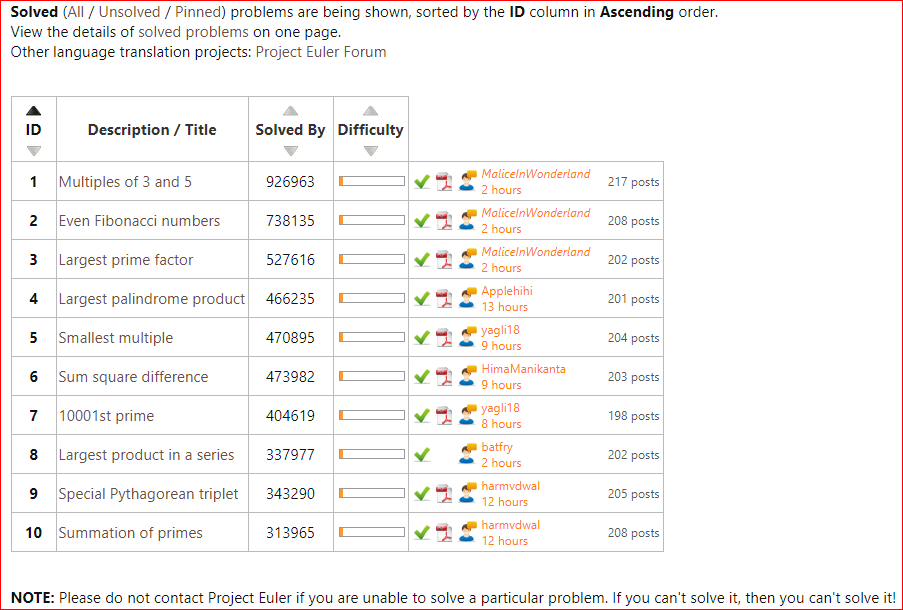 Solved (All / Unsolved / Pinned) problems are being shown, sorted by the ID column in Ascending order.
View the details of solved problems on one page.
Other language translation projects: Project Euler Forum
ID Description / Title Solved By Difficulty
1 Multiples of 3 and 5 926963 MaliceInWonderland 217 posts
2 hours
2 Even Fibonacci numbers 738135 MaliceInWonderland 208 posts
2 hours
3 Largest prime factor 527616 MaliceInWonderland 202 posts
2 hours
4 Largest palindrome product 466235 Applehihi 201 posts
13 hours
5 Smallest multiple 470895 yagli18 204 posts
9 hours
6 Sum square difference 473982 HimaManikanta 203 posts
9 hours
7 10001st prime 404619 yagli18 198 posts
8 hours
8 Largest product in a series 337977 batfry 202 posts
2 hours
9 Special Pythagorean triplet 343290 harmvdwal 205 posts
12 hours
10 Summation of primes 313965 harmvdwal 208 posts
12 hours
NOTE: Please do not contact Project Euler if you are unable to solve a particular problem. If you can't solve it, then you can't solve it!